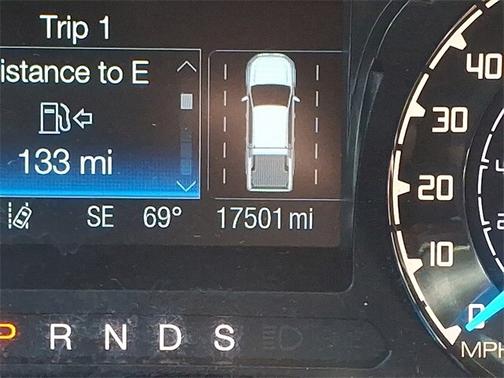 Trip 1
istance to E
133 mi
SE 69° 17501 mi
P R N D S
40
30
20
10
0
MPH